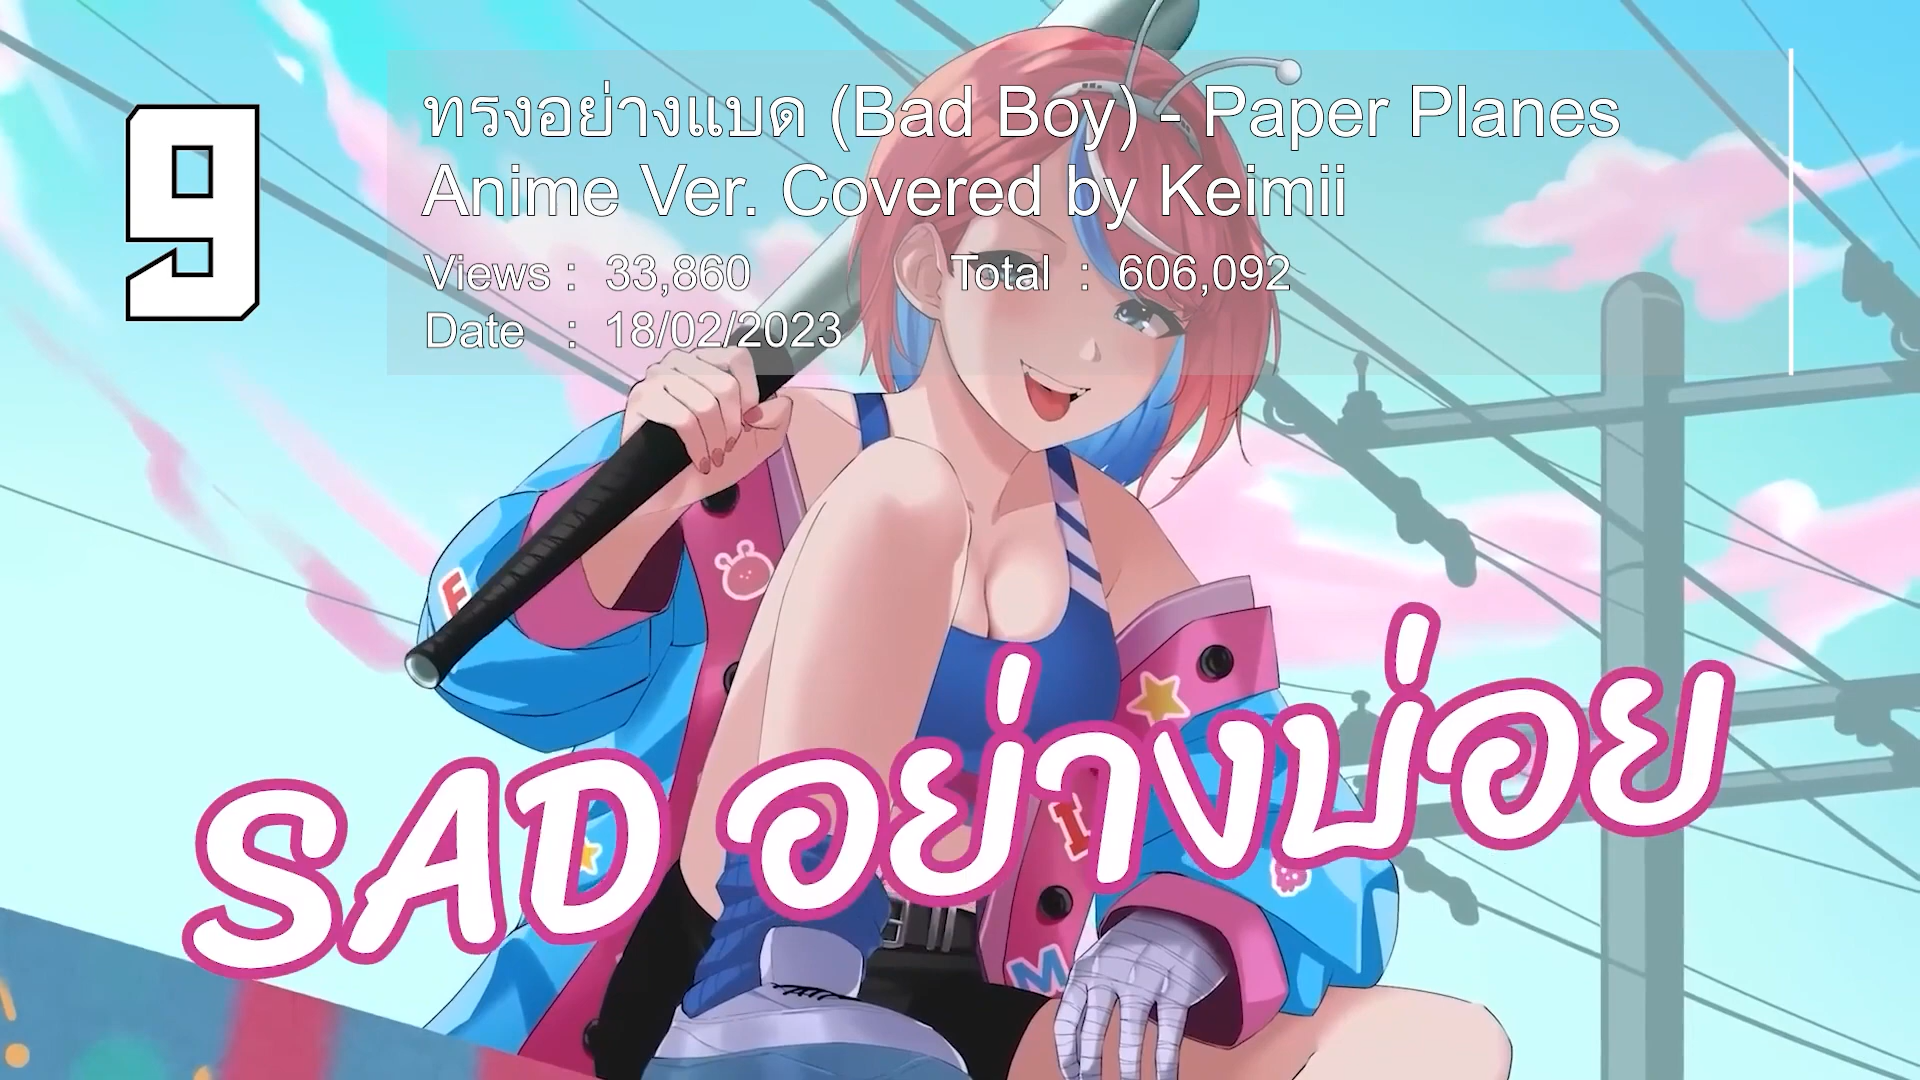 9
ทรงอย่างแบด (Bad Boy) - Paper Planes
Anime Ver. Covered by Keimii
Views : 33,860 Total : 606,092
Date : 18/02/2023
SAD อย่างบ่อย
F
I
M